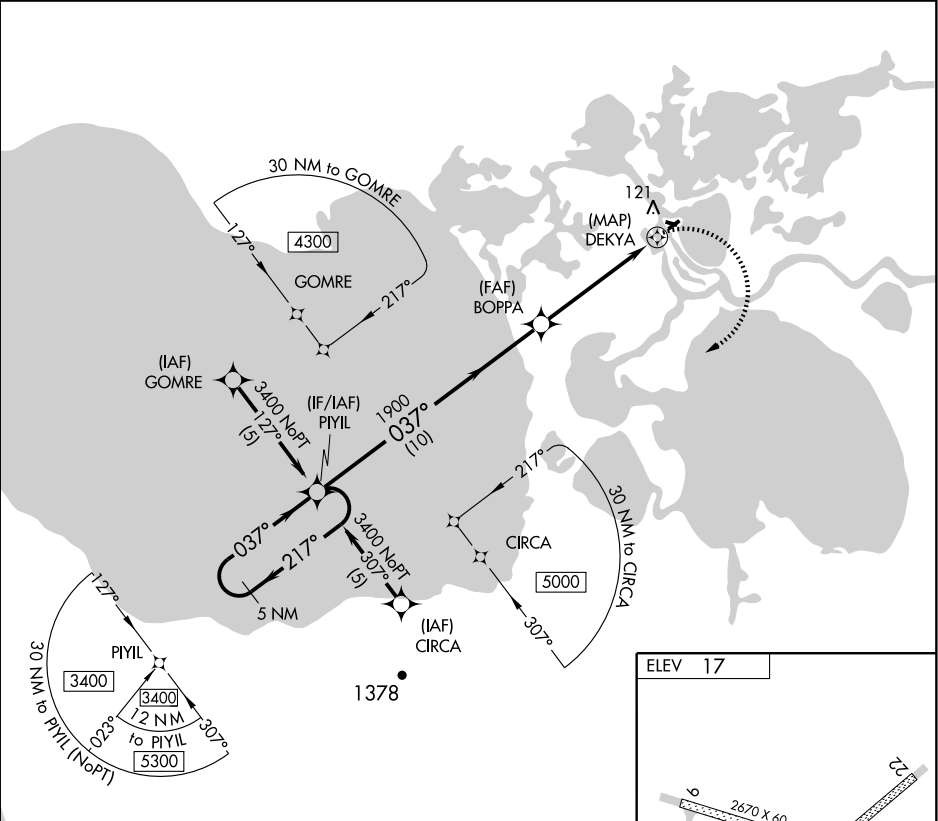 30 NM to GOMRE
121
(MAP)
DEKYA
127°
4300
GOMRE
217°
(FAF)
BOPPA
(IAF)
GOMRE
3400 NoPT
127°
(5)
(IF/IAF)
PIYIL
1900
037°
(10)
217°
30 NM to CIRCA
CIRCA
5000
307°
037°
217°
3400 NoPT
307°
(5)
5 NM
(IAF)
CIRCA
1378
127°
PIYIL
30 NM to PIYIL (NoPT)
3400
3400
12 NM
to PIYIL
5300
023°
307°
ELEV 17
22
9
2670 X 60